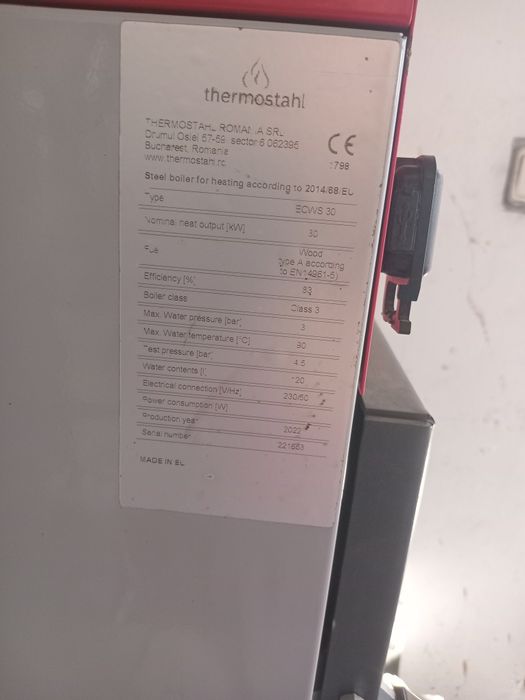 thermostahl
THERMOSTAHL ROMANIA SRL
Drumul Osiei 57-59, sector 6 062395
Bucharest, Romania
www.thermostahl.ro
CE
1798
Steel boiler for heating according to 2014/68/EU
Type ECWS 30
Nominal heat output [kW] 30
Fuel Wood
type A according
to EN14961-5)
Efficiency [%] 83
Boiler class Class 3
Max. Water pressure [bar] 3
Max. Water temperature [°C] 90
Test pressure [bar] 4.5
Water contents [l] 120
Electrical connection [V/Hz] 230/50
Power consumption [W]
Production year 2022
Serial number
MADE IN EU